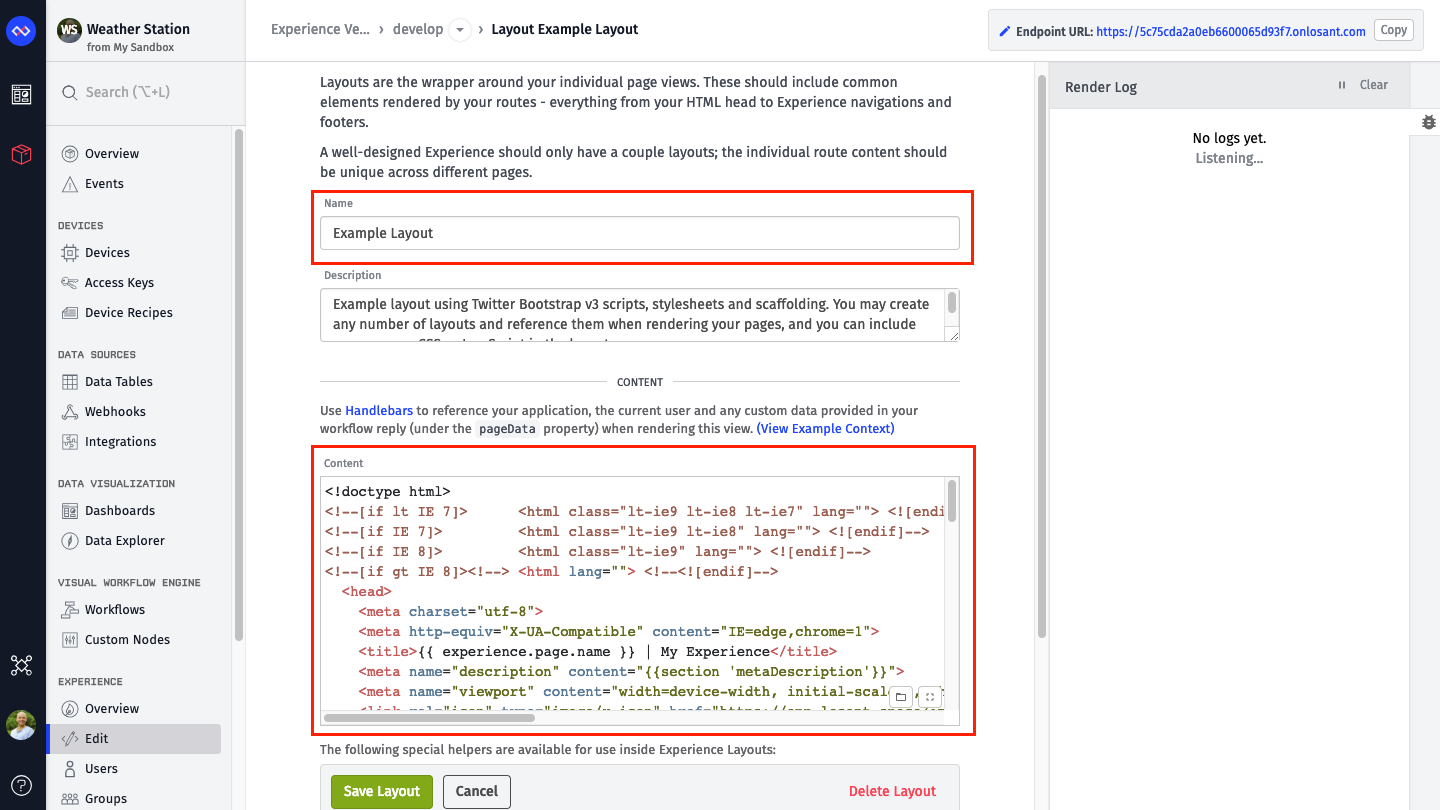 WS Weather Station
from My Sandbox
Search (⌥+L)
Overview
Events
DEVICES
Devices
Access Keys
Device Recipes
DATA SOURCES
Data Tables
Webhooks
Integrations
DATA VISUALIZATION
Dashboards
Data Explorer
VISUAL WORKFLOW ENGINE
Workflows
Custom Nodes
EXPERIENCE
Overview
Edit
Users
Groups
Experience Ve... › develop › Layout Example Layout
Endpoint URL: https://5c75cda2a0eb6600065d93f7.onlosant.com Copy
Layouts are the wrapper around your individual page views. These should include common
elements rendered by your routes - everything from your HTML head to Experience navigations and
footers.
A well-designed Experience should only have a couple layouts; the individual route content should
be unique across different pages.
Name
Example Layout
Description
Example layout using Twitter Bootstrap v3 scripts, stylesheets and scaffolding. You may create
any number of layouts and reference them when rendering your pages, and you can include
CONTENT
Use Handlebars to reference your application, the current user and any custom data provided in your
workflow reply (under the pageData property) when rendering this view. (View Example Context)
Content
<!doctype html>
<!--[if lt IE 7]>      <html class="lt-ie9 lt-ie8 lt-ie7" lang=""> <![endi
<!--[if IE 7]>         <html class="lt-ie9 lt-ie8" lang=""> <![endif]-->
<!--[if IE 8]>         <html class="lt-ie9" lang=""> <![endif]-->
<!--[if gt IE 8]><!--> <html lang=""> <!--<![endif]-->
<head>
<meta charset="utf-8">
<meta http-equiv="X-UA-Compatible" content="IE=edge,chrome=1">
<title>{{ experience.page.name }} | My Experience</title>
<meta name="description" content="{{section 'metaDescription'}}">
<meta name="viewport" content="width=device-width, initial-scale
The following special helpers are available for use inside Experience Layouts:
Save Layout Cancel Delete Layout
Render Log Clear
No logs yet.
Listening...